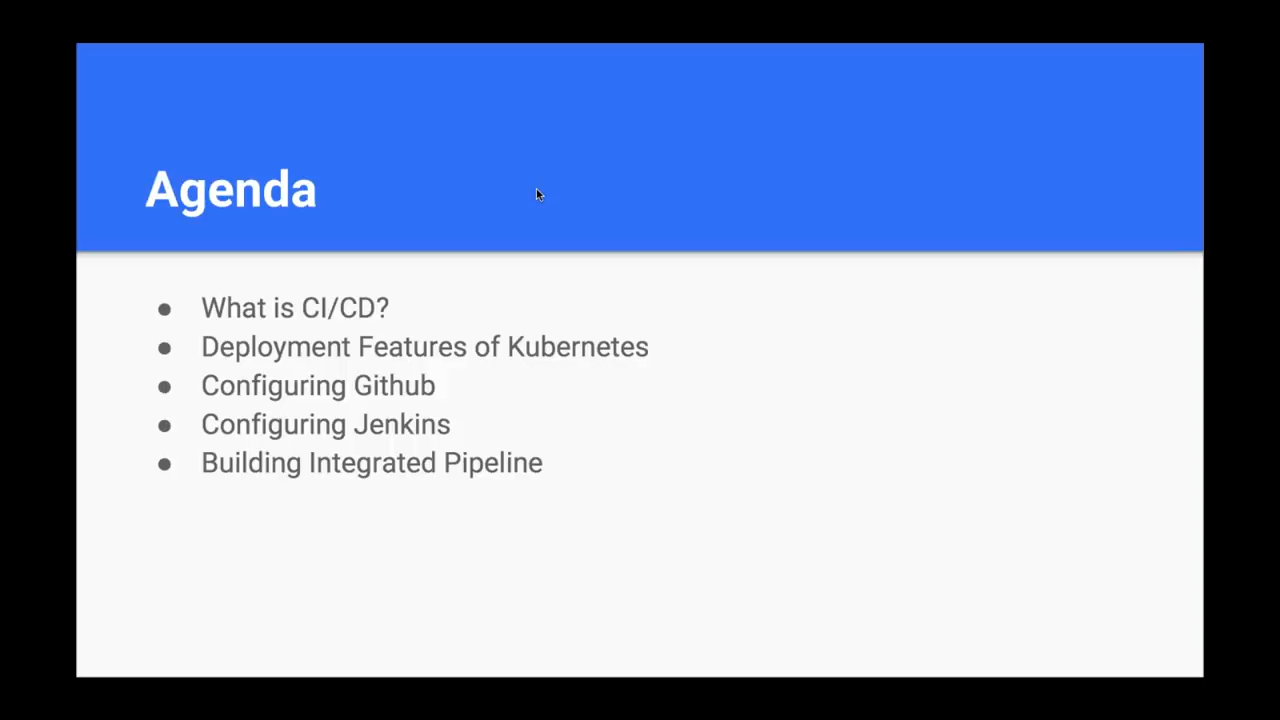 Agenda
● What is CI/CD?
● Deployment Features of Kubernetes
● Configuring Github
● Configuring Jenkins
● Building Integrated Pipeline